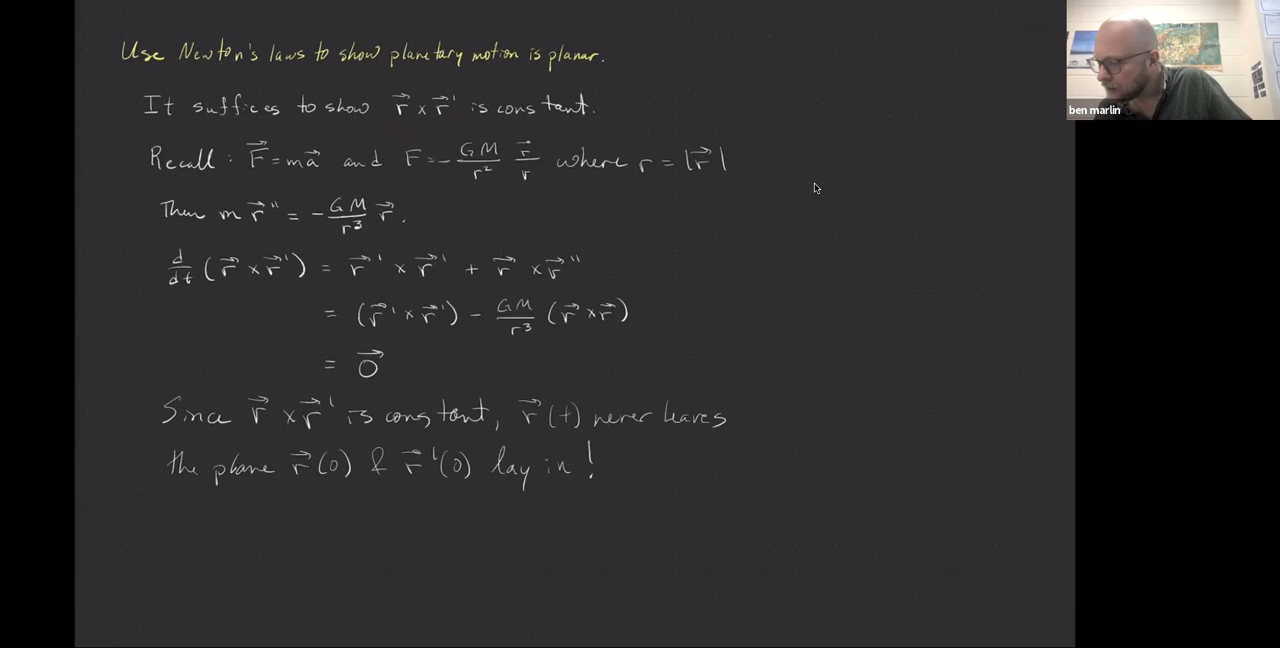 Use Newton's laws to show planetary motion is planar.
It suffices to show r⃗ × r⃗' is constant.
Recall: F⃗ = ma⃗ and F = - GM/r² r⃗/r where r = |r⃗|
Then m r⃗'' = - GM/r³ r⃗.
d/dt (r⃗ × r⃗') = r⃗' × r⃗' + r⃗ × r⃗''
= (r⃗' × r⃗') - GM/r³ (r⃗ × r⃗)
= 0⃗
Since r⃗ × r⃗' is constant, r⃗(t) never leaves
the plane r⃗(0) & r⃗'(0) lay in!
ben marlin